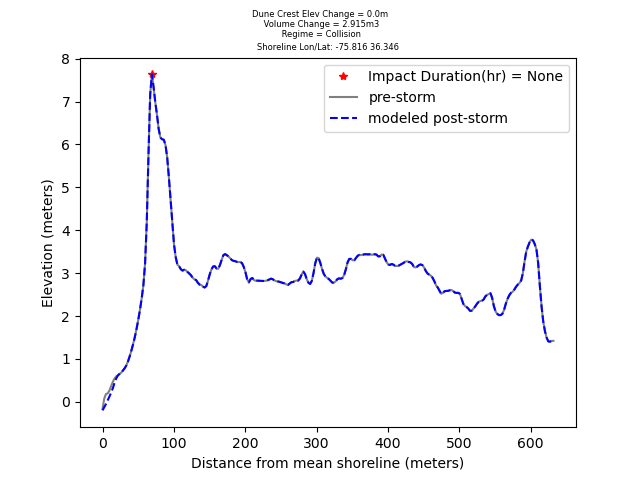 Dune Crest Elev Change = 0.0m
Volume Change = 2.915m3
Regime = Collision
Shoreline Lon/Lat: -75.816 36.346
Impact Duration(hr) = None
pre-storm
modeled post-storm
Elevation (meters)
8
7
6
5
4
3
2
1
0
0 100 200 300 400 500 600
Distance from mean shoreline (meters)